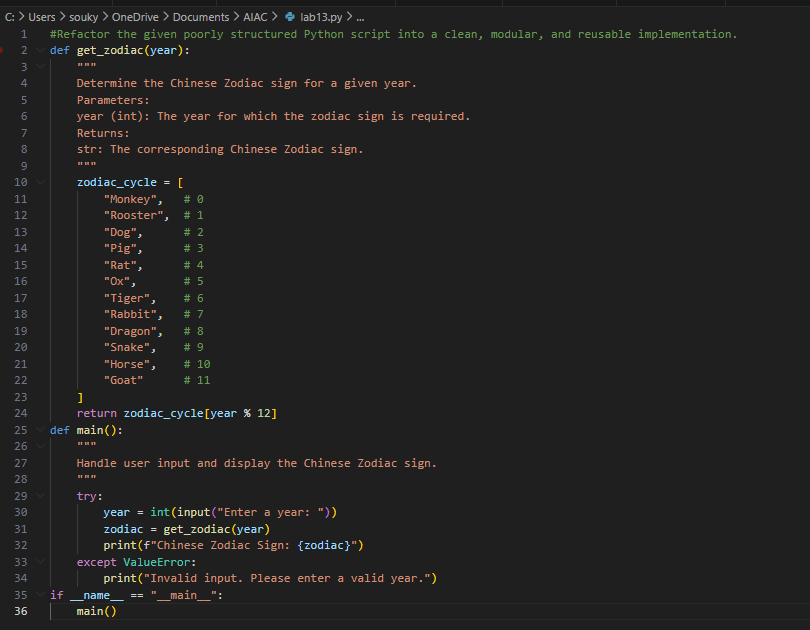 C: > Users > souky > OneDrive > Documents > AIAC > lab13.py > ...
1 #Refactor the given poorly structured Python script into a clean, modular, and reusable implementation.
2 def get_zodiac(year):
3     """
4     Determine the Chinese Zodiac sign for a given year.
5     Parameters:
6     year (int): The year for which the zodiac sign is required.
7     Returns:
8     str: The corresponding Chinese Zodiac sign.
9     """
10     zodiac_cycle = [
11         "Monkey",   # 0
12         "Rooster",  # 1
13         "Dog",      # 2
14         "Pig",      # 3
15         "Rat",      # 4
16         "Ox",       # 5
17         "Tiger",    # 6
18         "Rabbit",   # 7
19         "Dragon",   # 8
20         "Snake",    # 9
21         "Horse",    # 10
22         "Goat"      # 11
23     ]
24     return zodiac_cycle[year % 12]
25 def main():
26     """
27     Handle user input and display the Chinese Zodiac sign.
28     """
29     try:
30         year = int(input("Enter a year: "))
31         zodiac = get_zodiac(year)
32         print(f"Chinese Zodiac Sign: {zodiac}")
33     except ValueError:
34         print("Invalid input. Please enter a valid year.")
35 if __name__ == "__main__":
36     main()